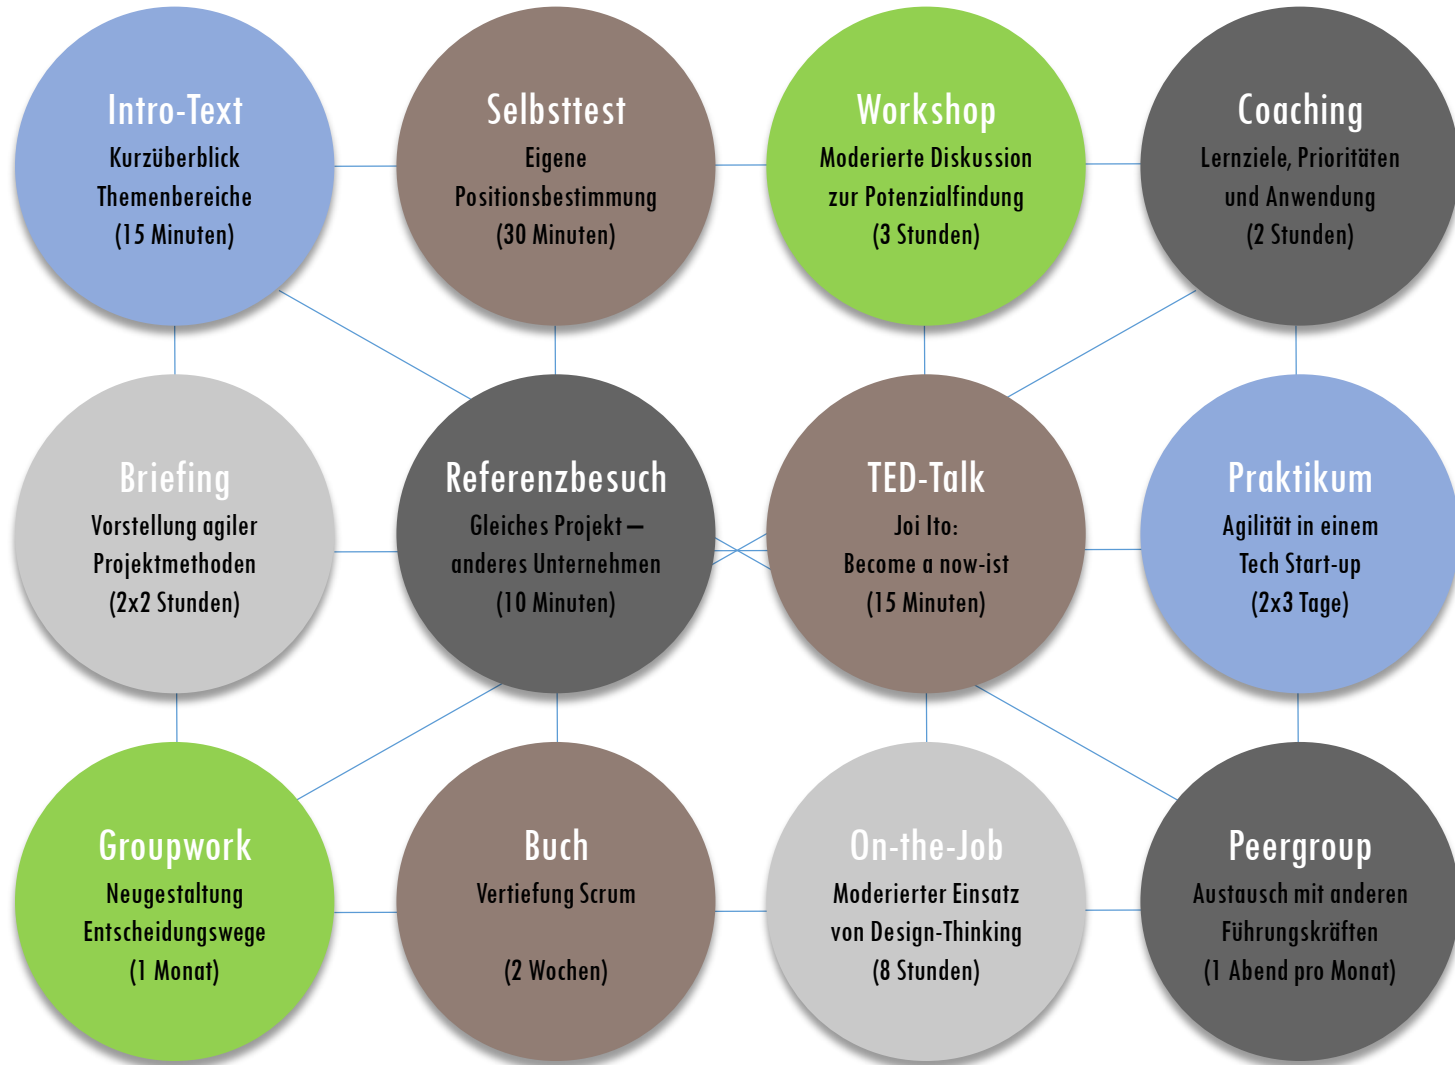 Intro-Text
Kurzüberblick
Themenbereiche
(15 Minuten)
Selbsttest
Eigene
Positionsbestimmung
(30 Minuten)
Workshop
Moderierte Diskussion
zur Potenzialfindung
(3 Stunden)
Coaching
Lernziele, Prioritäten
und Anwendung
(2 Stunden)
Briefing
Vorstellung agiler
Projektmethoden
(2x2 Stunden)
Referenzbesuch
Gleiches Projekt –
anderes Unternehmen
(10 Minuten)
TED-Talk
Joi Ito:
Become a now-ist
(15 Minuten)
Praktikum
Agilität in einem
Tech Start-up
(2x3 Tage)
Groupwork
Neugestaltung
Entscheidungswege
(1 Monat)
Buch
Vertiefung Scrum
(2 Wochen)
On-the-Job
Moderierter Einsatz
von Design-Thinking
(8 Stunden)
Peergroup
Austausch mit anderen
Führungskräften
(1 Abend pro Monat)